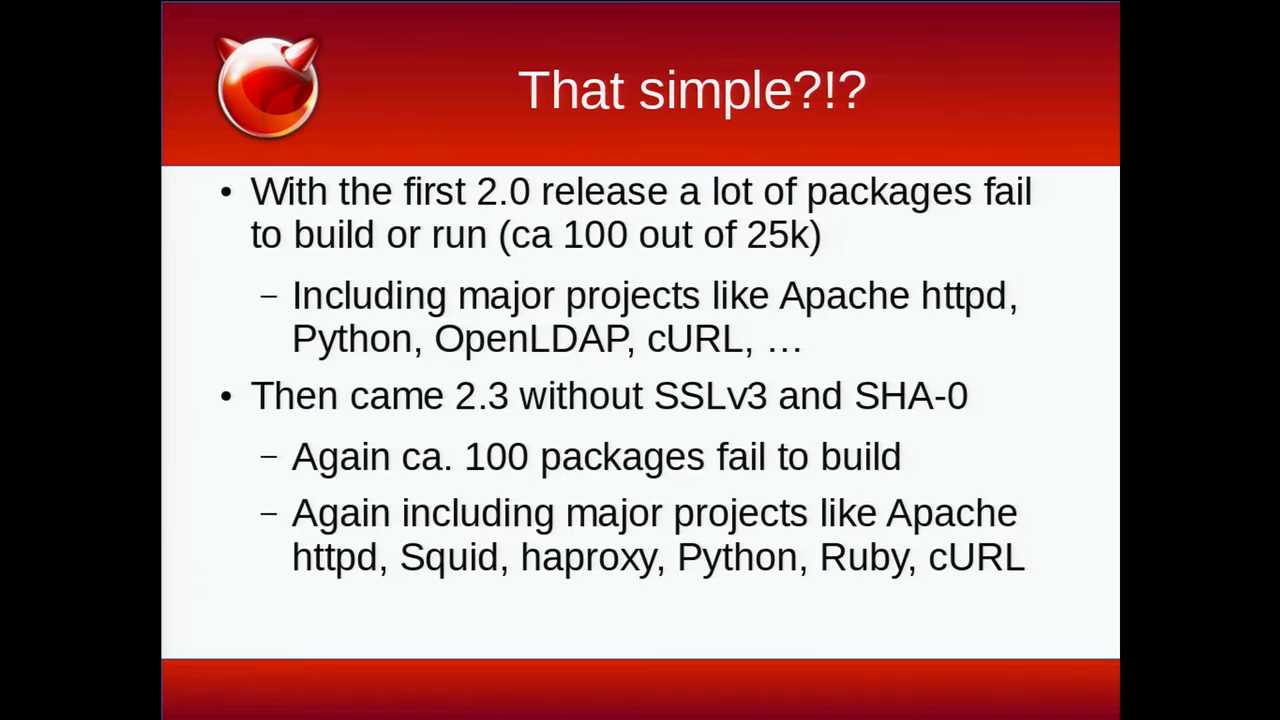 That simple?!?
• With the first 2.0 release a lot of packages fail
to build or run (ca 100 out of 25k)
– Including major projects like Apache httpd,
Python, OpenLDAP, cURL, …
• Then came 2.3 without SSLv3 and SHA-0
– Again ca. 100 packages fail to build
– Again including major projects like Apache
httpd, Squid, haproxy, Python, Ruby, cURL